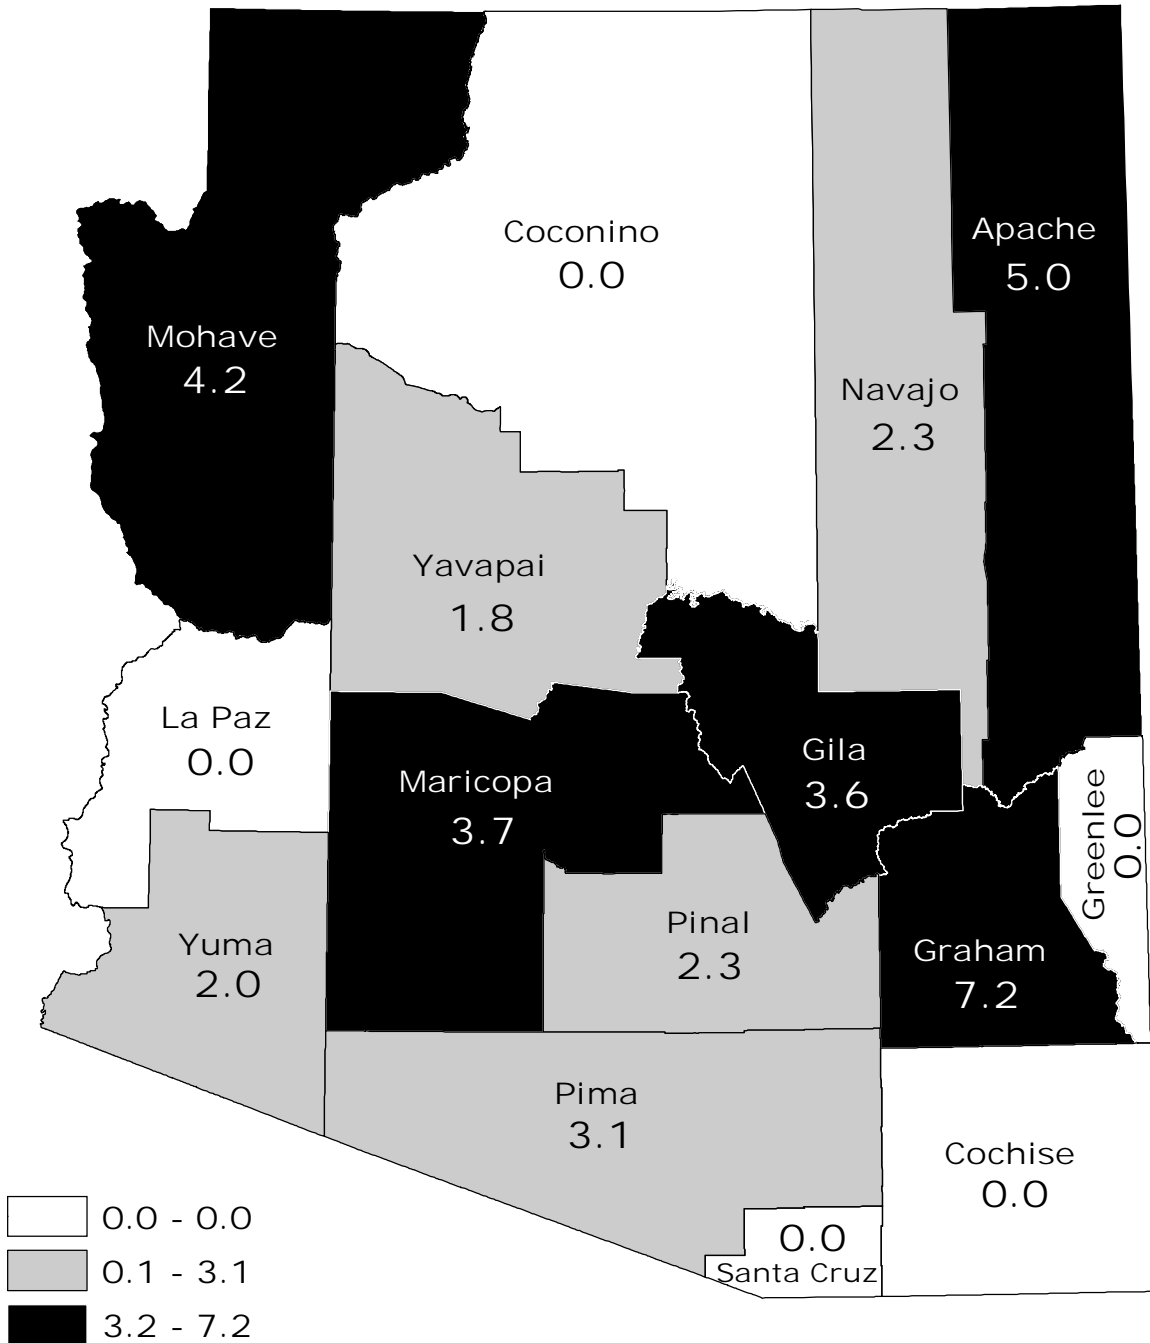 Coconino
0.0
Apache
5.0
Mohave
4.2
Navajo
2.3
Yavapai
1.8
La Paz
0.0
Maricopa
3.7
Gila
3.6
Greenlee
0.0
Pinal
2.3
Yuma
2.0
Graham
7.2
Pima
3.1
Cochise
0.0
0.0
Santa Cruz
0.0 - 0.0
0.1 - 3.1
3.2 - 7.2